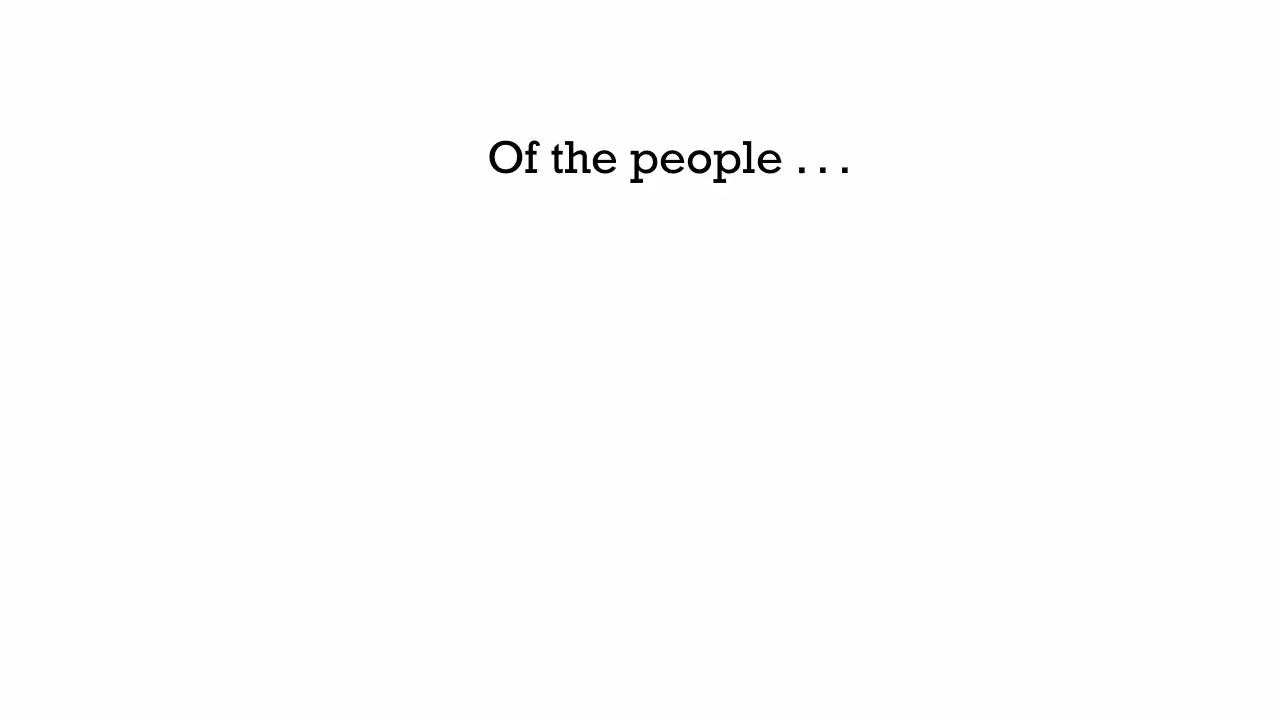 Of the people . . .